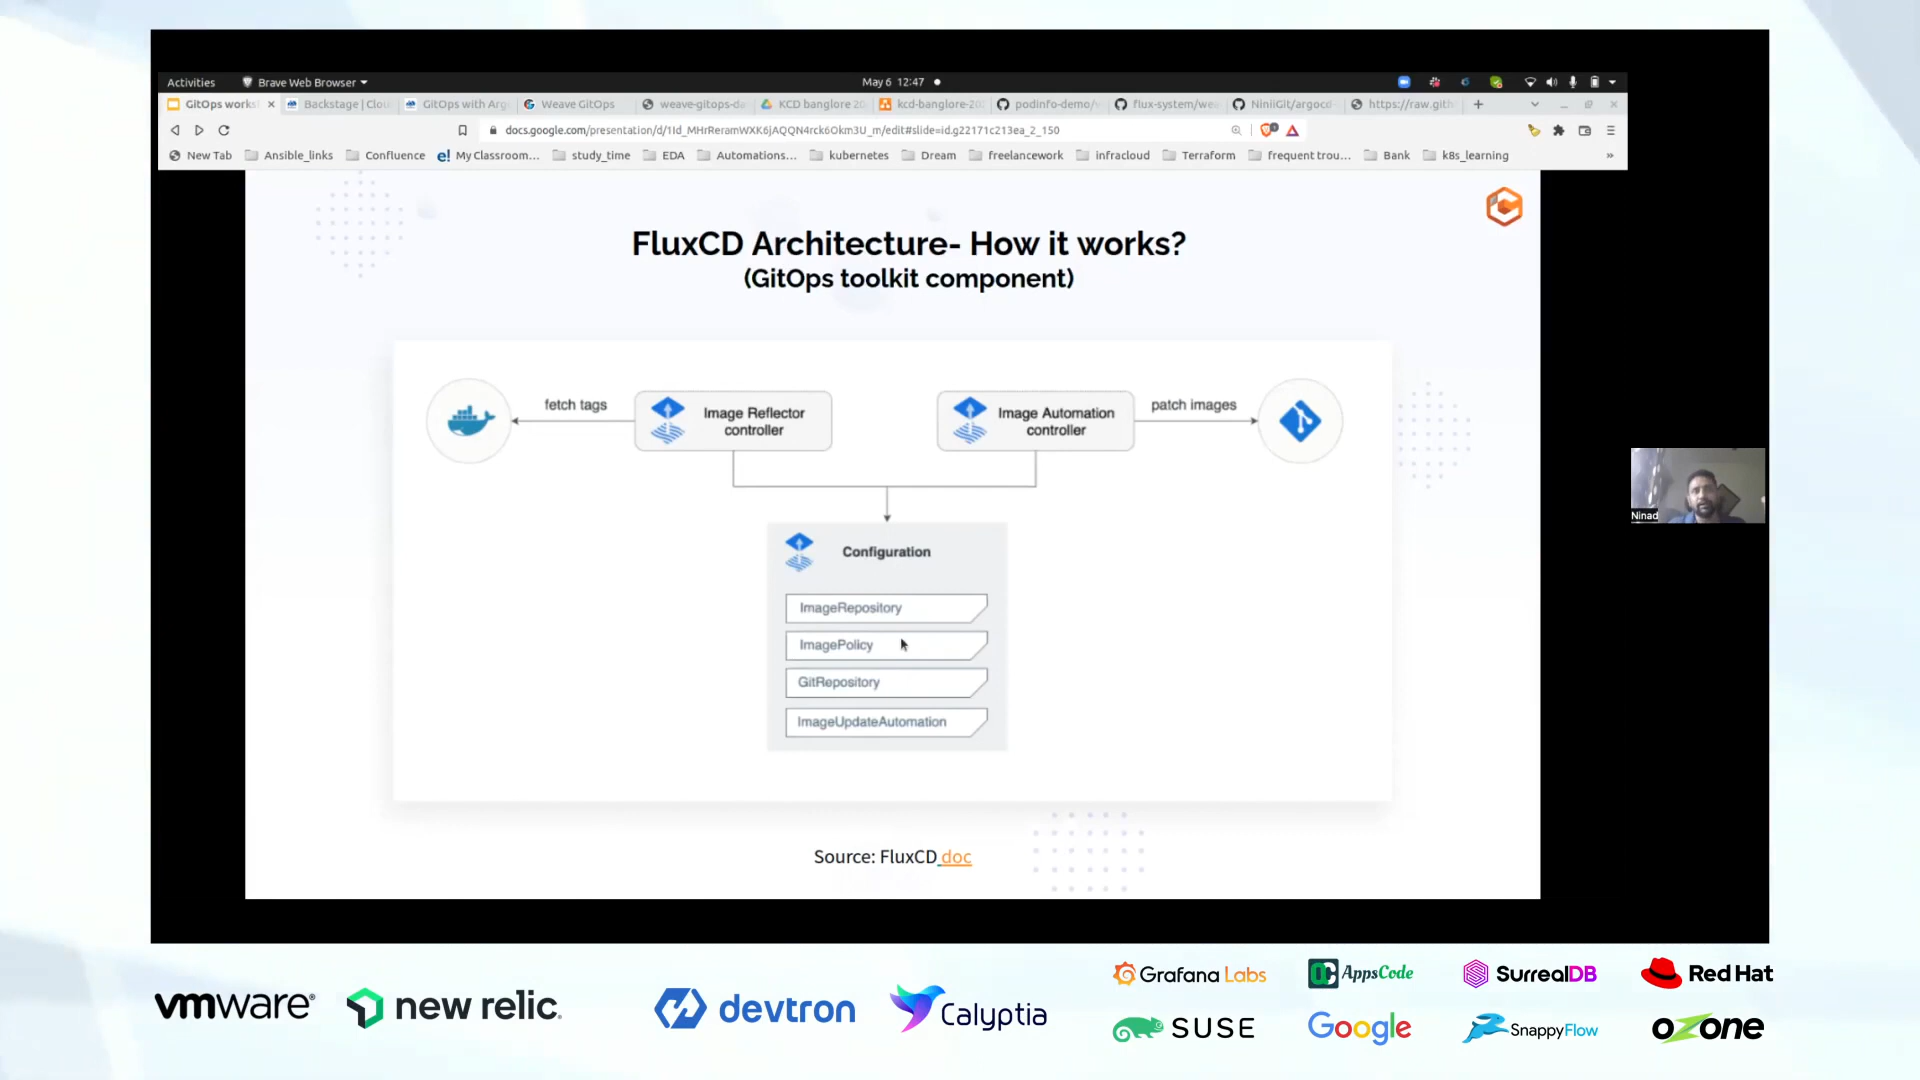 Activities
Brave Web Browser
May 6 12:47
GitOps works
Backstage | Clou
GitOps with Arg
Weave GitOps
weave-gitops-da
KCD banglore 20
kcd-banglore-20
podinfo-demo/
flux-system/wea
NiniiGit/argocd-
https://raw.gith
docs.google.com/presentation/d/1Id_MHrReramWXK6jAQQN4rck6Okm3U_m/edit#slide=id.g22171c213ea_2_150
New Tab
Ansible_links
Confluence
e! My Classroom...
study_time
EDA
Automations...
kubernetes
Dream
freelancework
infracloud
Terraform
frequent trou...
Bank
k8s_learning
»
FluxCD Architecture- How it works?
(GitOps toolkit component)
fetch tags
Image Reflector
controller
Image Automation
controller
patch images
Configuration
ImageRepository
ImagePolicy
GitRepository
ImageUpdateAutomation
Source: FluxCD doc
Ninad
vmware®
new relic.
devtron
Calyptia
Grafana Labs
AppsCode
SurrealDB
Red Hat
SUSE
Google
SnappyFlow
ozone